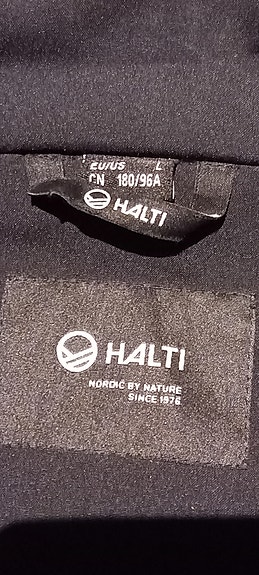 EU/US L
CN 180/96A
HALTI
HALTI
NORDIC BY NATURE
SINCE 1976